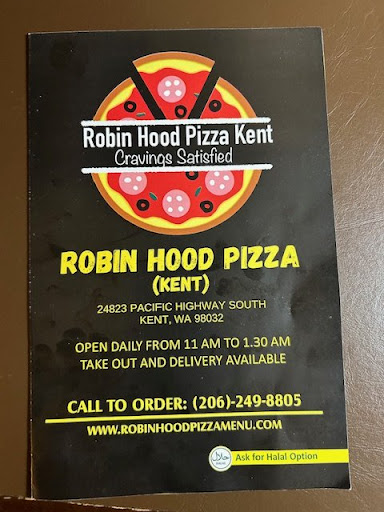 Robin Hood Pizza Kent
Cravings Satisfied
ROBIN HOOD PIZZA
(KENT)
24823 PACIFIC HIGHWAY SOUTH
KENT, WA 98032
OPEN DAILY FROM 11 AM TO 1.30 AM
TAKE OUT AND DELIVERY AVAILABLE
CALL TO ORDER: (206)-249-8805
WWW.ROBINHOODPIZZAMENU.COM
حلال
Ask for Halal Option